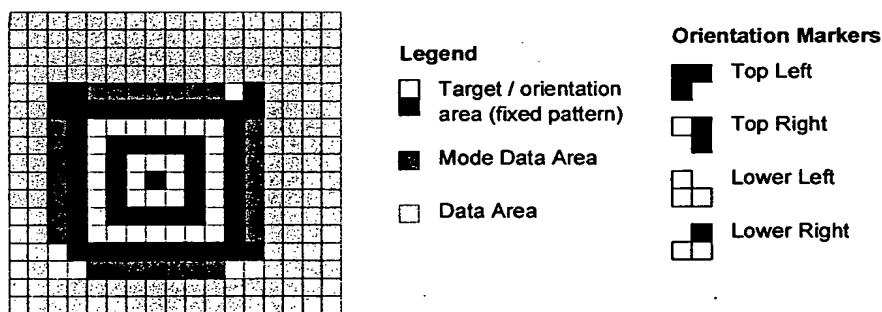 Legend
Target / orientation
area (fixed pattern)
Mode Data Area
Data Area
Orientation Markers
Top Left
Top Right
Lower Left
Lower Right